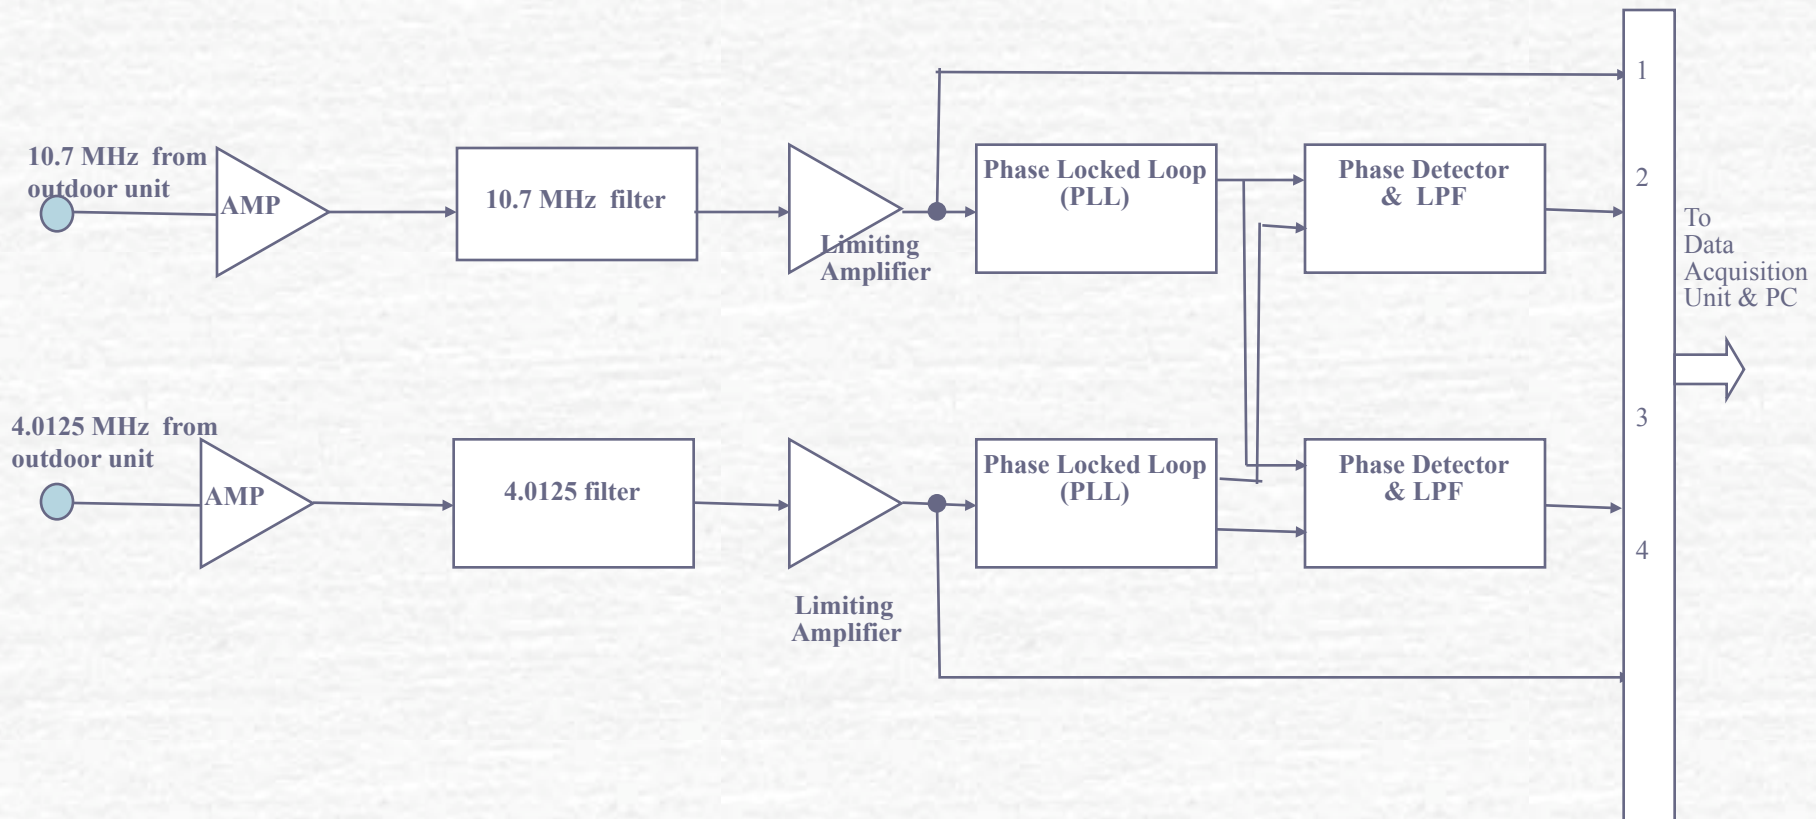 10.7 MHz  from
outdoor unit
AMP
10.7 MHz  filter
Limiting
Amplifier
Phase Locked Loop
(PLL)
Phase Detector
&  LPF
1
2
To
Data
Acquisition
Unit & PC
4.0125 MHz  from
outdoor unit
AMP
4.0125 filter
Limiting
Amplifier
Phase Locked Loop
(PLL)
Phase Detector
& LPF
3
4